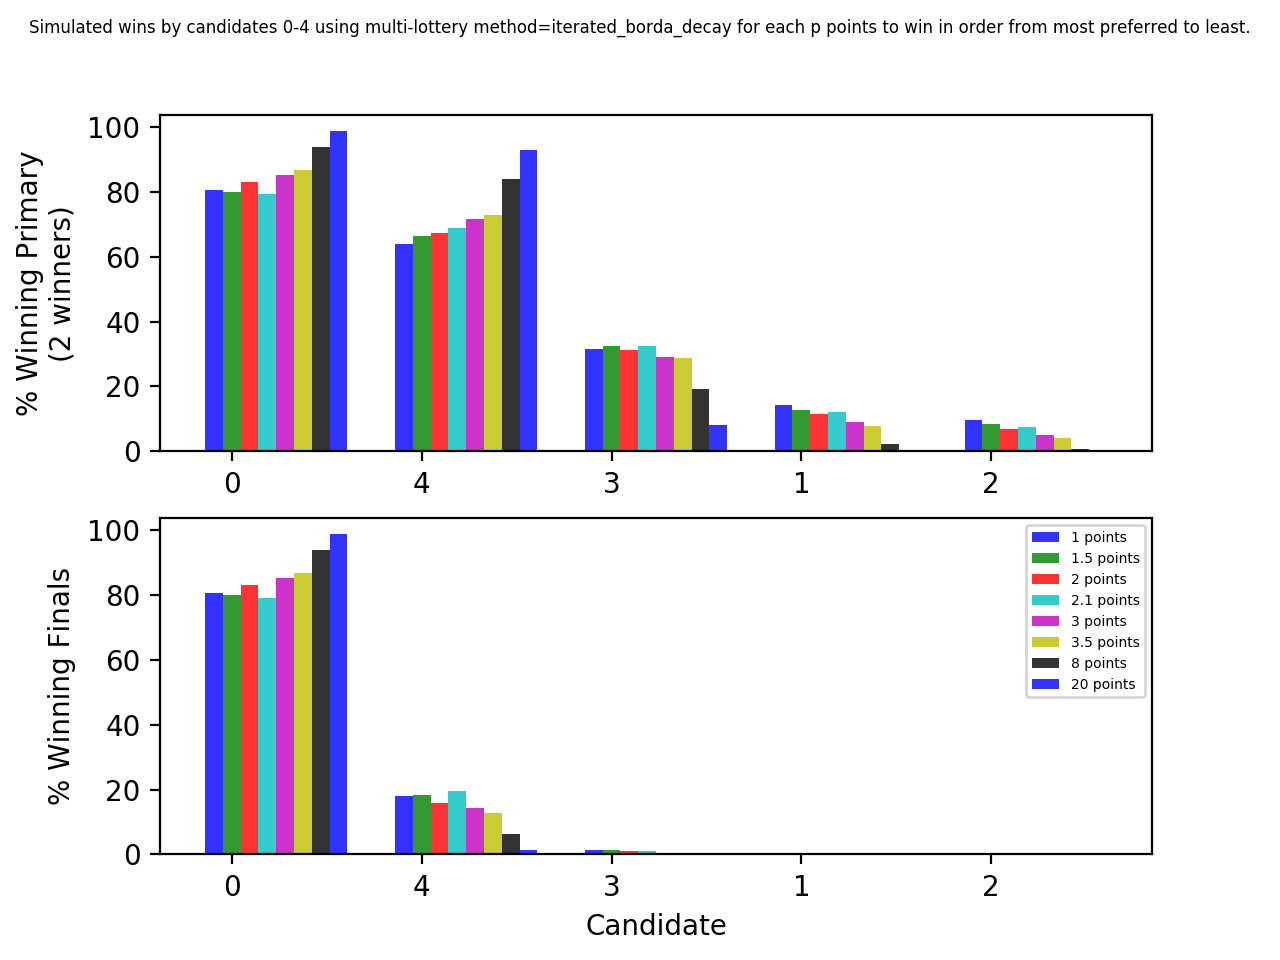 Simulated wins by candidates 0-4 using multi-lottery method=iterated_borda_decay for each p points to win in order from most preferred to least.
% Winning Primary
(2 winners)
100
80
60
40
20
0
0 4 3 1 2
% Winning Finals
100
80
60
40
20
0
1 points
1.5 points
2 points
2.1 points
3 points
3.5 points
8 points
20 points
0 4 3 1 2
Candidate